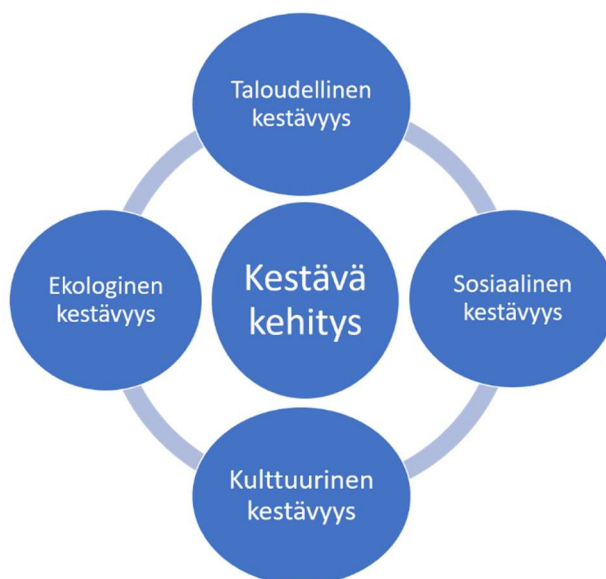 Taloudellinen
kestävyys
Ekologinen
kestävyys
Kestävä
kehitys
Sosiaalinen
kestävyys
Kulttuurinen
kestävyys